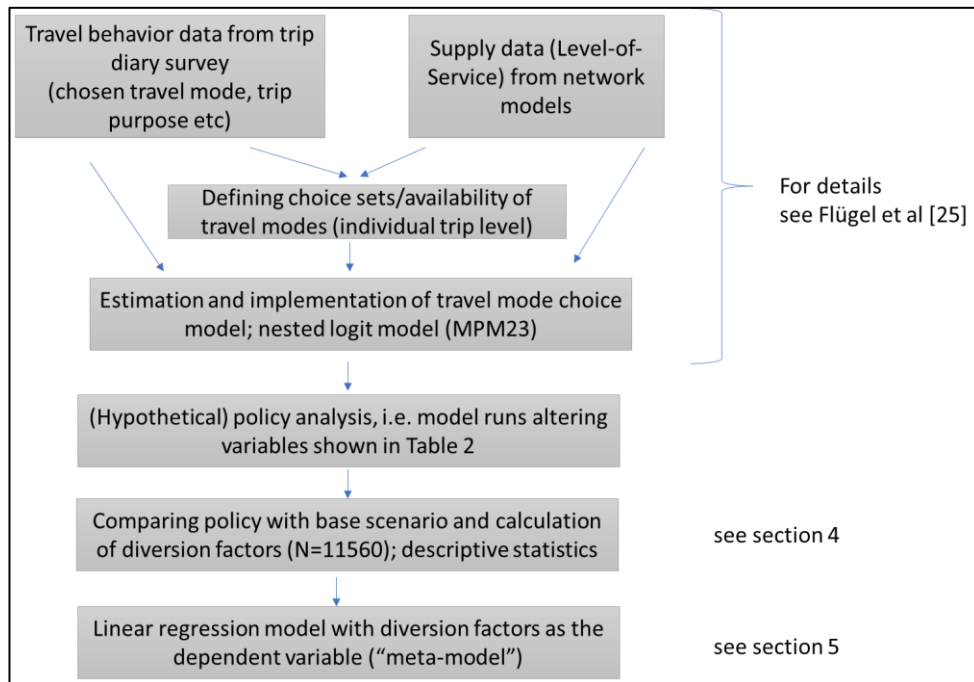 Travel behavior data from trip
diary survey
(chosen travel mode, trip
purpose etc)
Supply data (Level-of-
Service) from network
models
Defining choice sets/availability of
travel modes (individual trip level)
For details
see Flügel et al [25]
Estimation and implementation of travel mode choice
model; nested logit model (MPM23)
(Hypothetical) policy analysis, i.e. model runs altering
variables shown in Table 2
Comparing policy with base scenario and calculation
of diversion factors (N=11560); descriptive statistics
see section 4
Linear regression model with diversion factors as the
dependent variable (“meta-model”)
see section 5